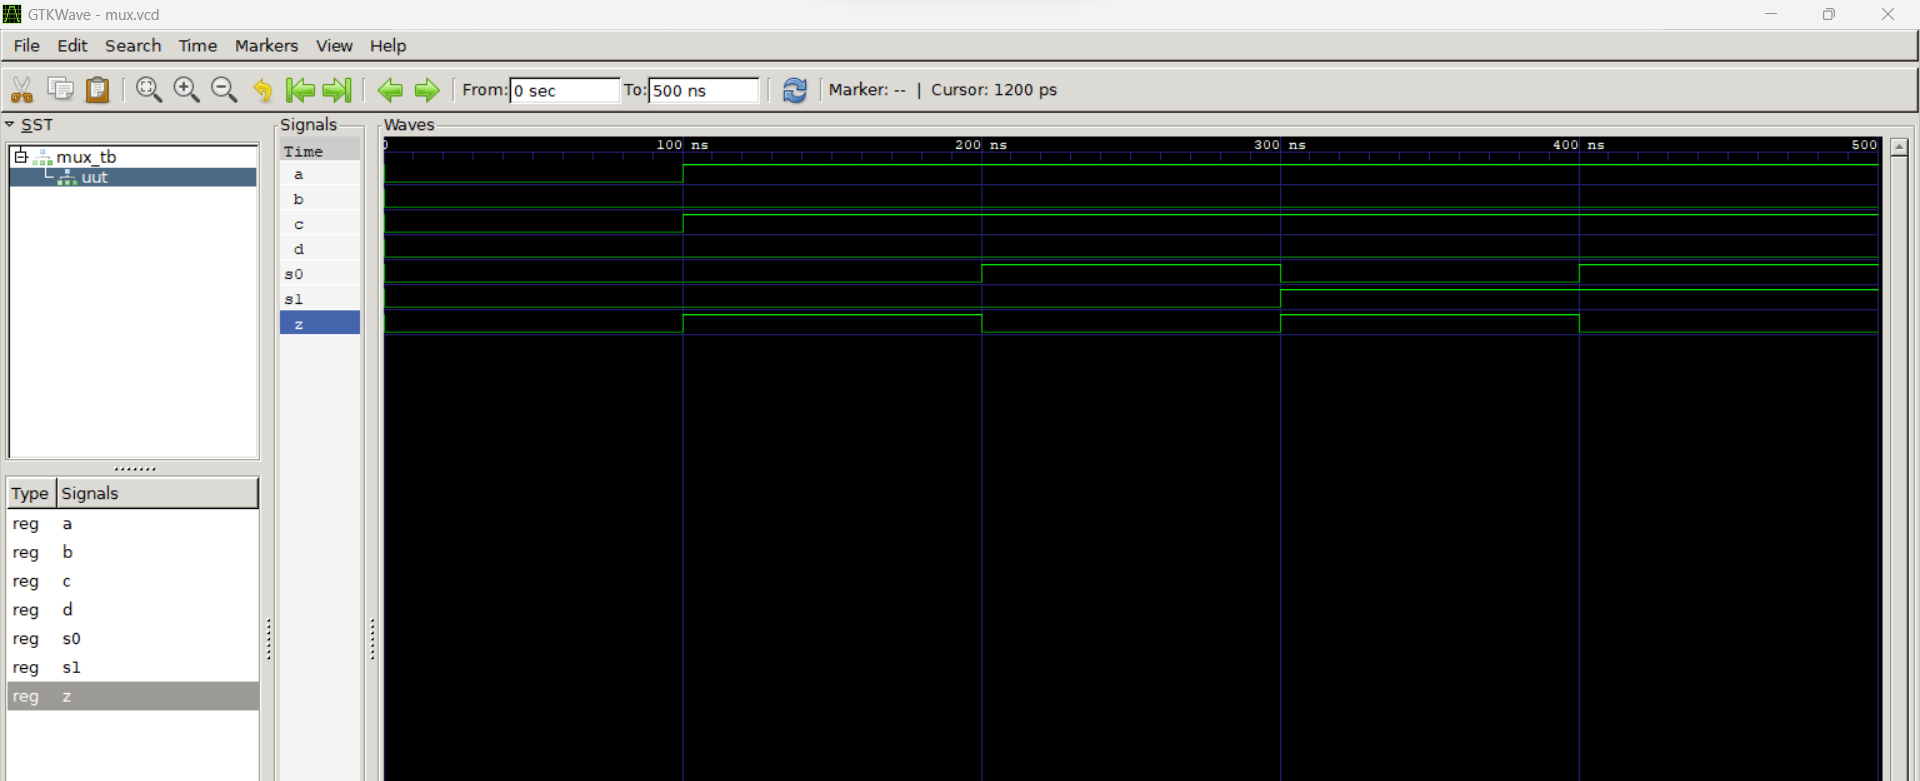 GTKWave - mux.vcd
File Edit Search Time Markers View Help
From: 0 sec To: 500 ns Marker: -- | Cursor: 1200 ps
SST
mux_tb
uut
Type Signals
reg a
reg b
reg c
reg d
reg s0
reg s1
reg z
Signals
Time
a
b
c
d
s0
s1
z
Waves
0 100 ns 200 ns 300 ns 400 ns 500